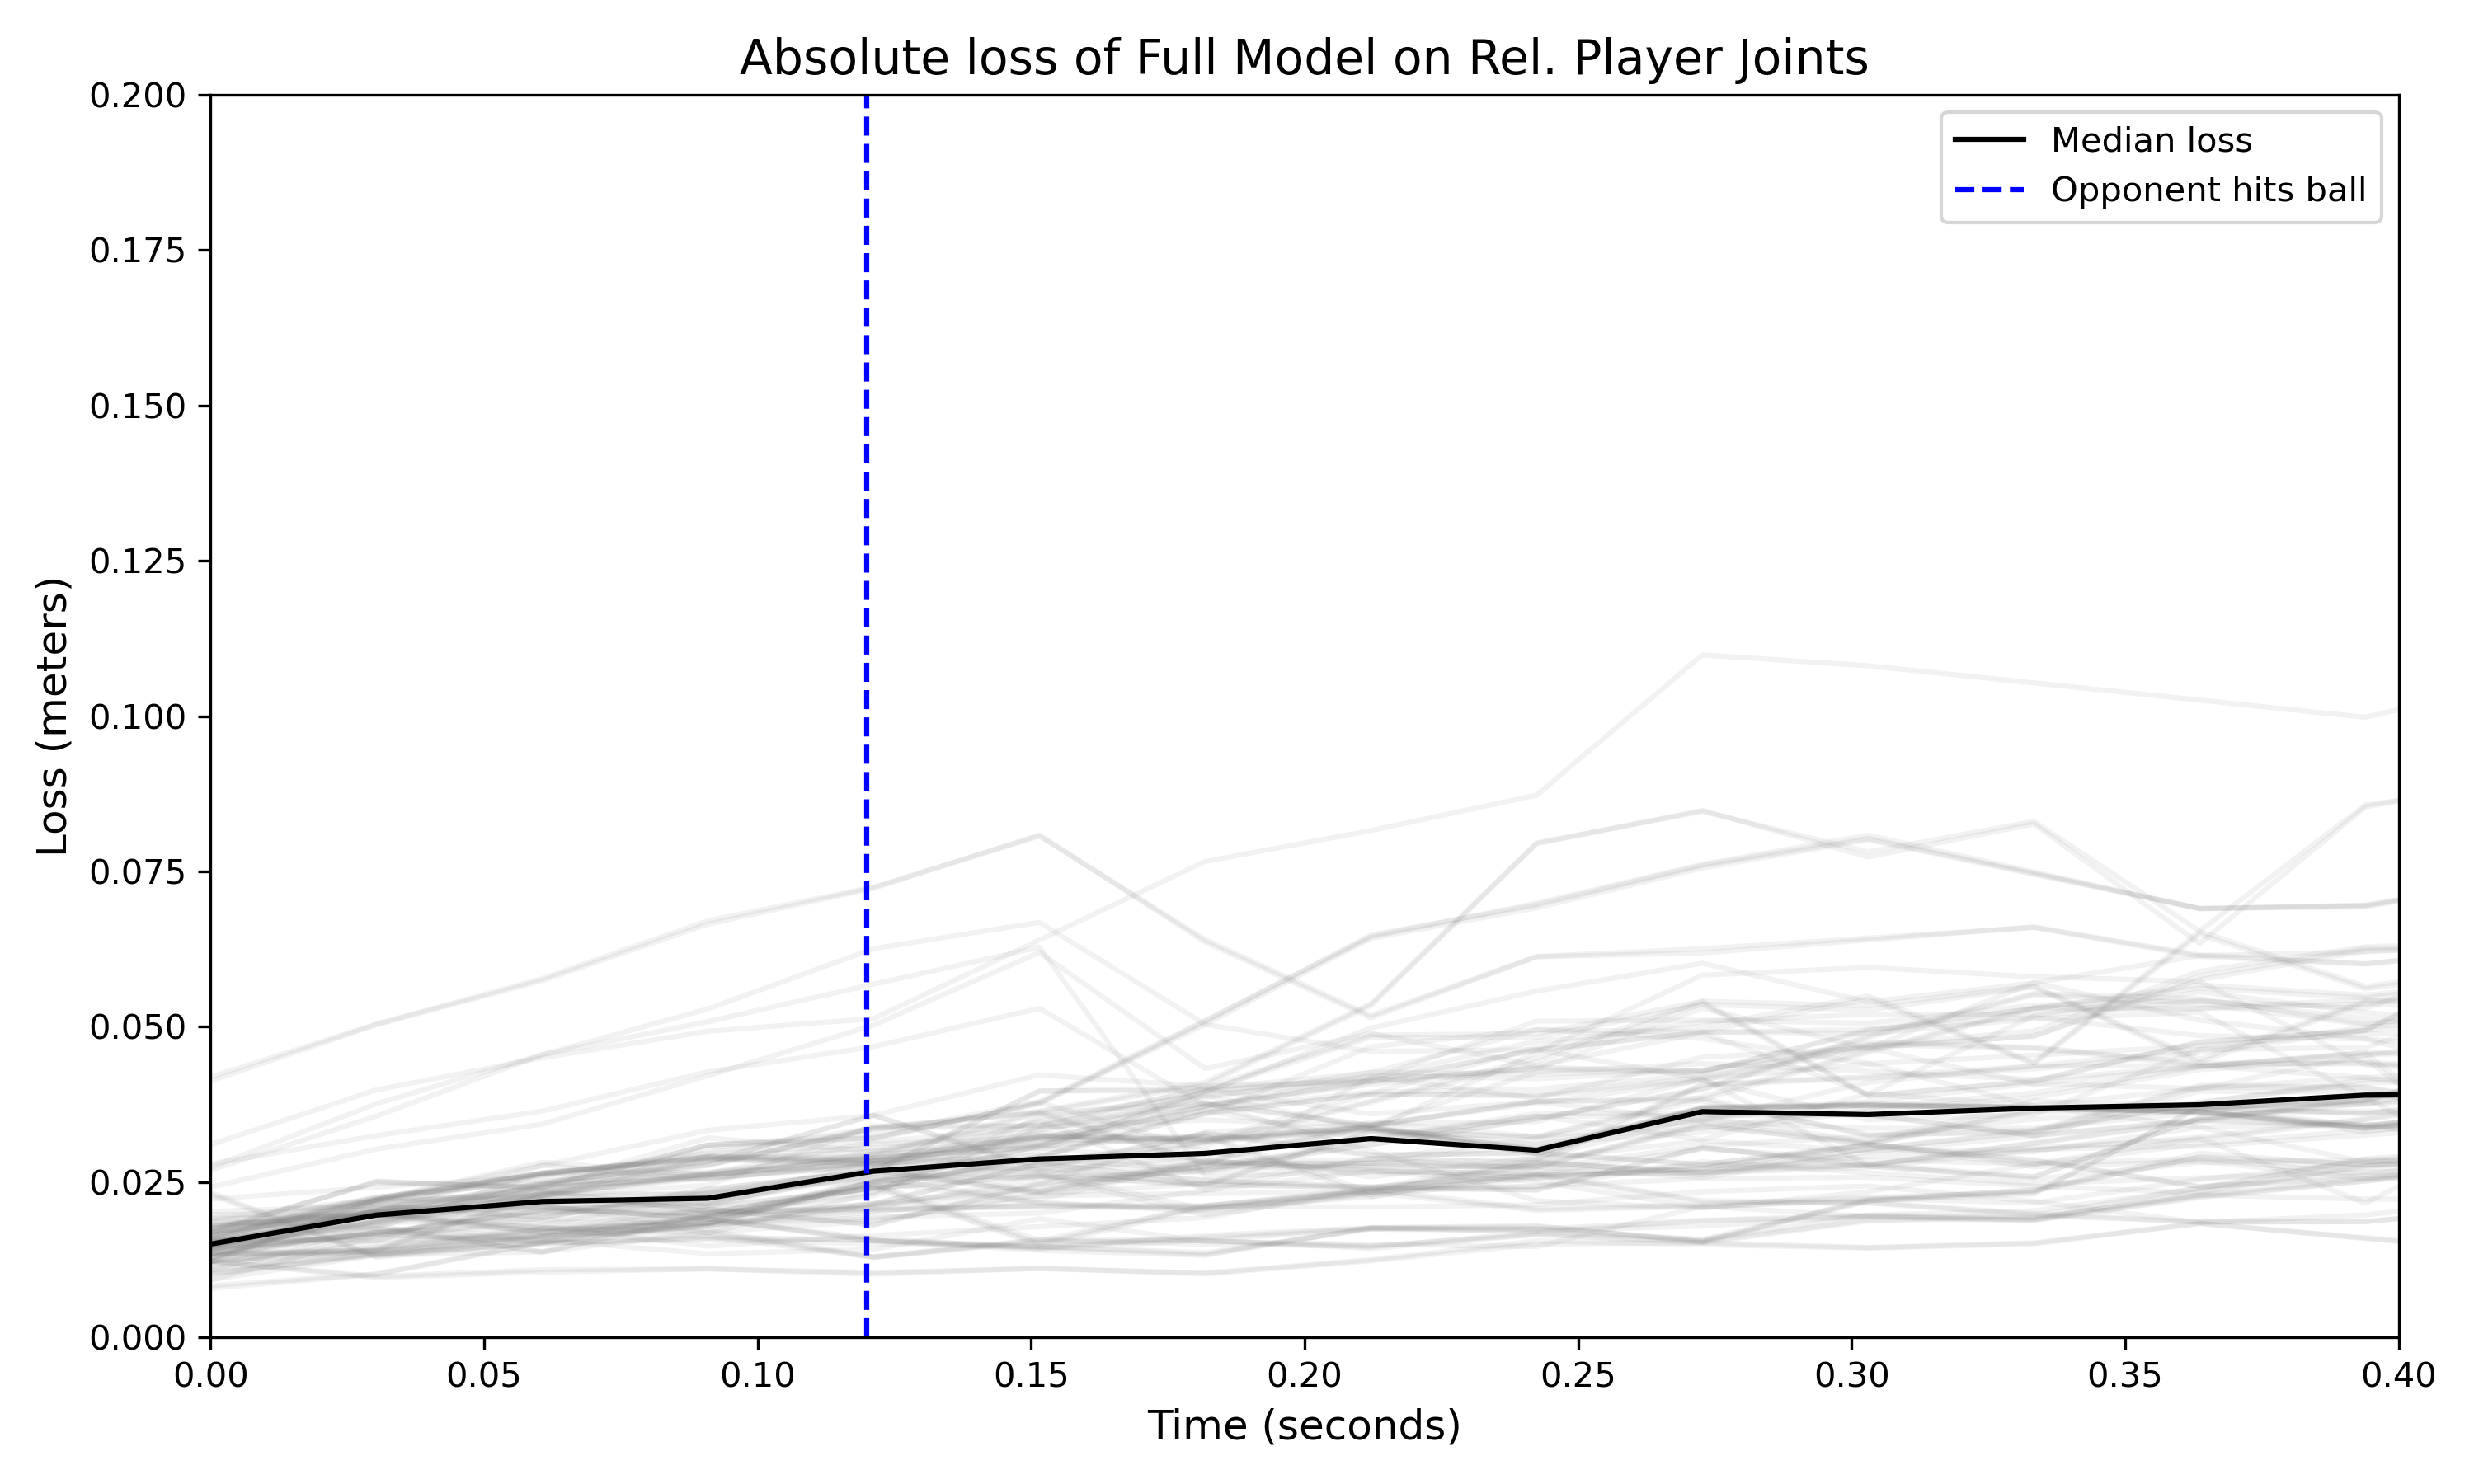 Absolute loss of Full Model on Rel. Player Joints
Median loss
Opponent hits ball
Loss (meters)
0.200
0.175
0.150
0.125
0.100
0.075
0.050
0.025
0.000
0.00 0.05 0.10 0.15 0.20 0.25 0.30 0.35 0.40
Time (seconds)